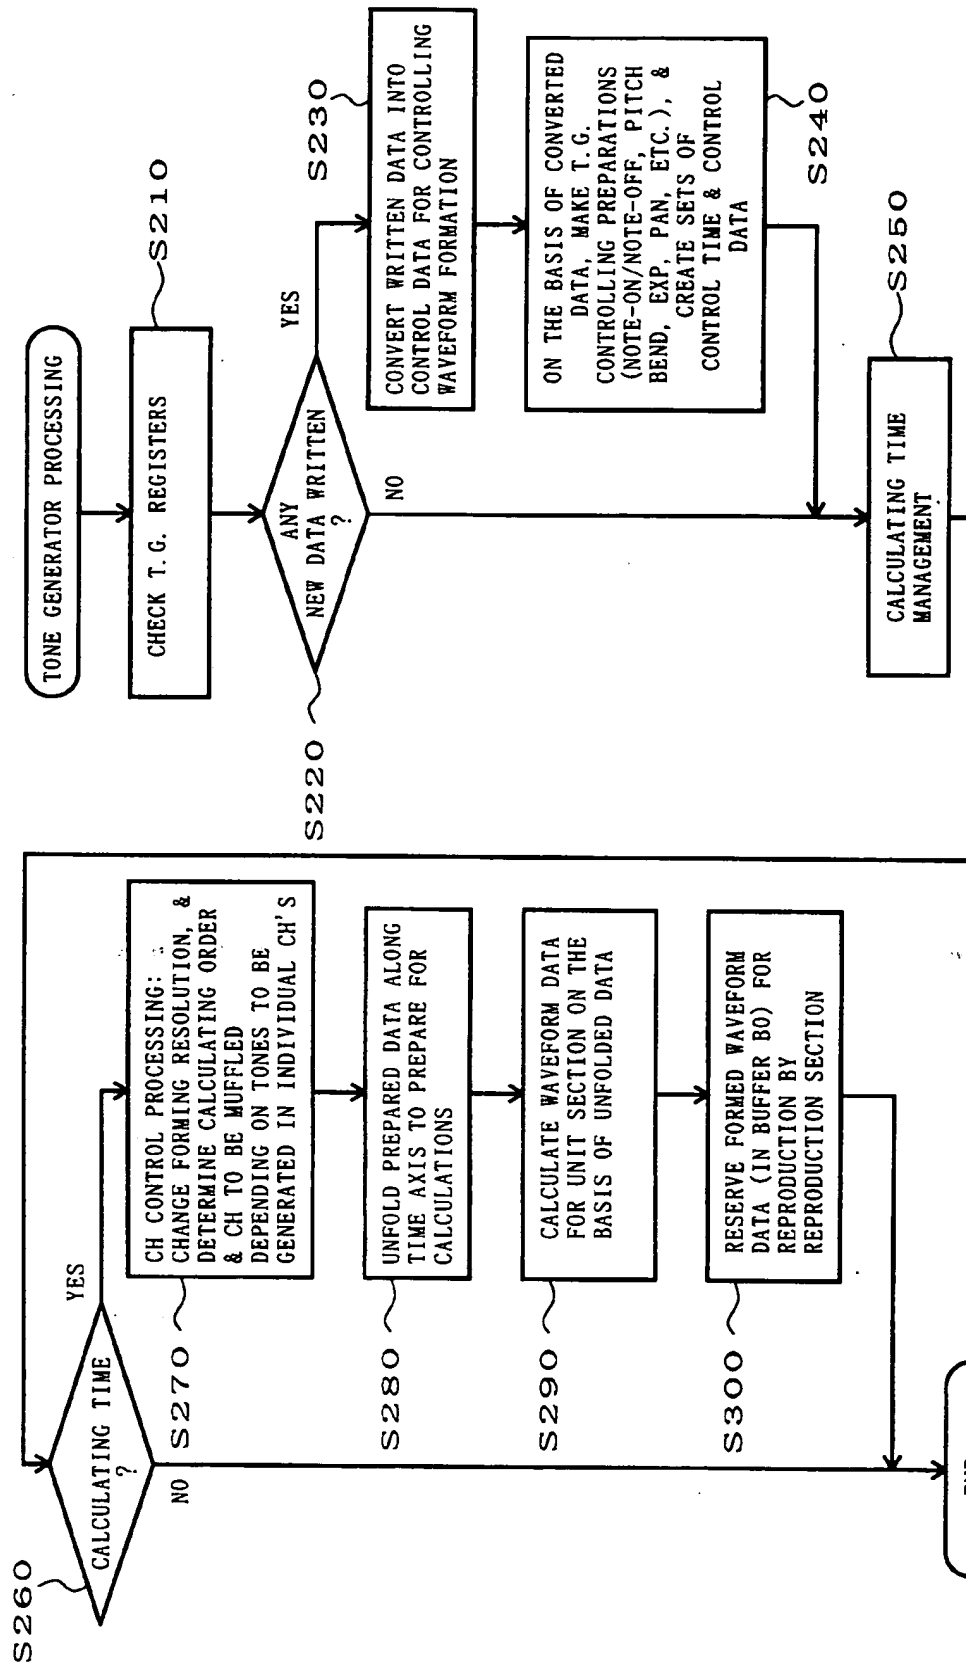 TONE GENERATOR PROCESSING
CHECK T.G. REGISTERS
S210
ANY
NEW DATA WRITTEN
?
S220
YES
NO
CONVERT WRITTEN DATA INTO
CONTROL DATA FOR CONTROLLING
WAVEFORM FORMATION
S230
ON THE BASIS OF CONVERTED
DATA, MAKE T.G.
CONTROLLING PREPARATIONS
(NOTE-ON/NOTE-OFF, PITCH
BEND, EXP, PAN, ETC.), &
CREATE SETS OF
CONTROL TIME & CONTROL
DATA
S240
CALCULATING TIME
MANAGEMENT
S250
S260
CALCULATING TIME
?
YES
NO
CH CONTROL PROCESSING:
CHANGE FORMING RESOLUTION, &
DETERMINE CALCULATING ORDER
& CH TO BE MUFFLED
DEPENDING ON TONES TO BE
GENERATED IN INDIVIDUAL CH'S
S270
UNFOLD PREPARED DATA ALONG
TIME AXIS TO PREPARE FOR
CALCULATIONS
S280
CALCULATE WAVEFORM DATA
FOR UNIT SECTION ON THE
BASIS OF UNFOLDED DATA
S290
RESERVE FORMED WAVEFORM
DATA (IN BUFFER B0) FOR
REPRODUCTION BY
REPRODUCTION SECTION
S300